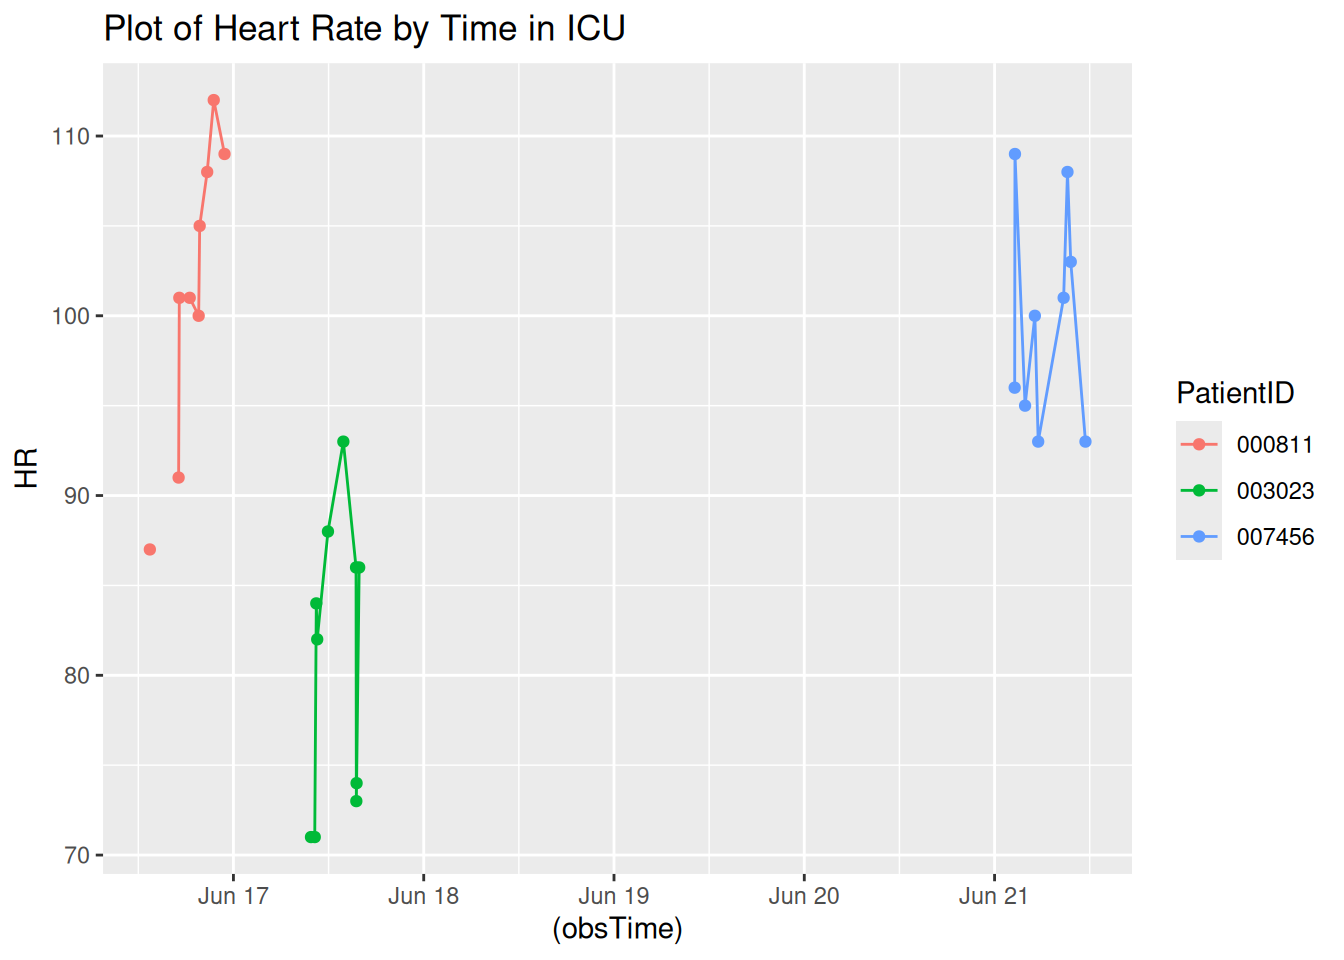 Plot of Heart Rate by Time in ICU
110
100
90
80
70
HR
Jun 17
Jun 18
Jun 19
Jun 20
Jun 21
(obsTime)
PatientID
000811
003023
007456